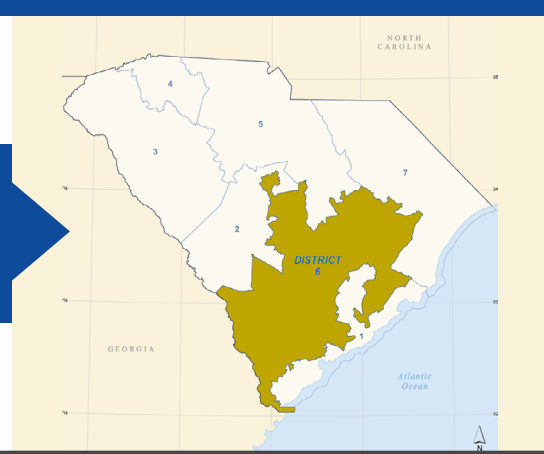 NORTH
CAROLINA
4
5
3
7
2
DISTRICT
6
1
GEORGIA
Atlantic
Ocean
N